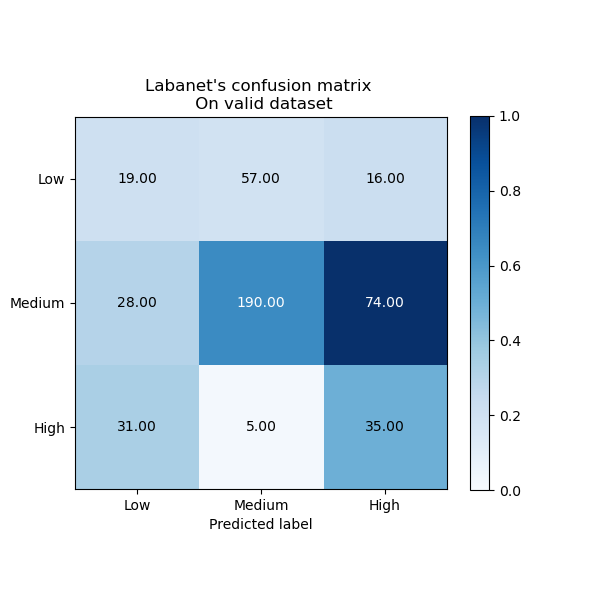 Labanet's confusion matrix
On valid dataset
1.0
Low 19.00 57.00 16.00
0.8
0.6
Medium 28.00 190.00 74.00
0.4
High 31.00 5.00 35.00
0.2
0.0
Low Medium High
Predicted label